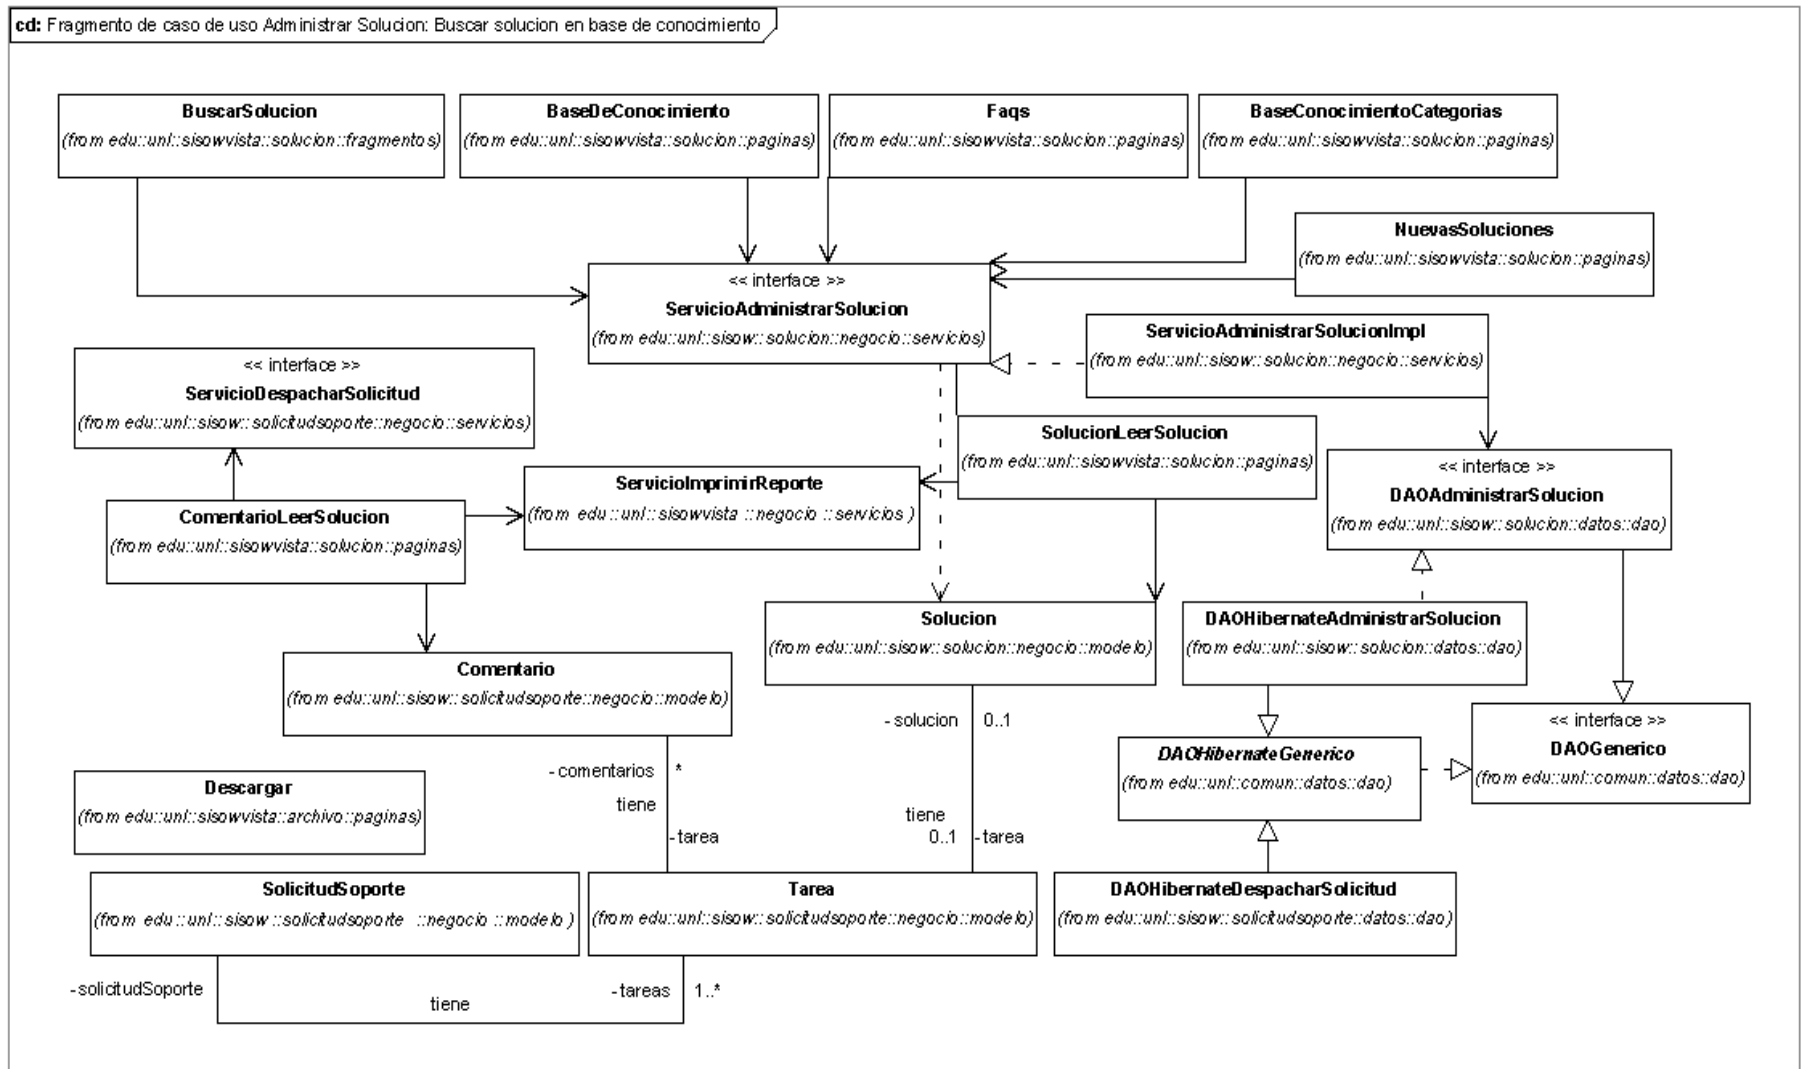 cd: Fragmento de caso de uso Administrar Solucion: Buscar solucion en base de conocimiento
BuscarSolucion
(from edu::unl::sisowvista::solucion::fragmentos)
BaseDeConocimiento
(from edu::unl::sisowvista::solucion::paginas)
Faqs
(from edu::unl::sisowvista::solucion::paginas)
BaseConocimientoCategorias
(from edu::unl::sisowvista::solucion::paginas)
NuevasSoluciones
(from edu::unl::sisowvista::solucion::paginas)
<< interface >>
ServicioAdministrarSolucion
(from edu::unl::sisow::solucion::negocio::servicios)
ServicioAdministrarSolucionImpl
(from edu::unl::sisow::solucion::negocio::servicios)
<< interface >>
ServicioDespacharSolicitud
(from edu::unl::sisow::solicitudsoporte::negocio::servicios)
SolucionLeerSolucion
(from edu::unl::sisowvista::solucion::paginas)
<< interface >>
DAOAdministrarSolucion
(from edu::unl::sisow::solucion::datos::dao)
ServicioImprimirReporte
(from edu::unl::sisowvista ::negocio ::servicios )
ComentarioLeerSolucion
(from edu::unl::sisowvista::solucion::paginas)
Solucion
(from edu::unl::sisow::solucion::negocio::modelo)
DAOHibernateAdministrarSolucion
(from edu::unl::sisow::solucion::datos::dao)
Comentario
(from edu::unl::sisow::solicitudsoporte::negocio::modelo)
-solucion 0..1
<< interface >>
DAOGenerico
(from edu::unl::comun::datos::dao)
DAOHibernateGenerico
(from edu::unl::comun::datos::dao)
-comentarios *
tiene
-tarea
Descargar
(from edu::unl::sisowvista::archivo::paginas)
tiene
0..1 -tarea
SolicitudSoporte
(from edu::unl::sisow ::solicitudsoporte ::negocio ::modelo )
Tarea
(from edu::unl::sisow::solicitudsoporte::negocio::modelo)
DAOHibernateDespacharSolicitud
(from edu::unl::sisow::solicitudsoporte::datos::dao)
-solicitudSoporte
tiene
-tareas 1..*